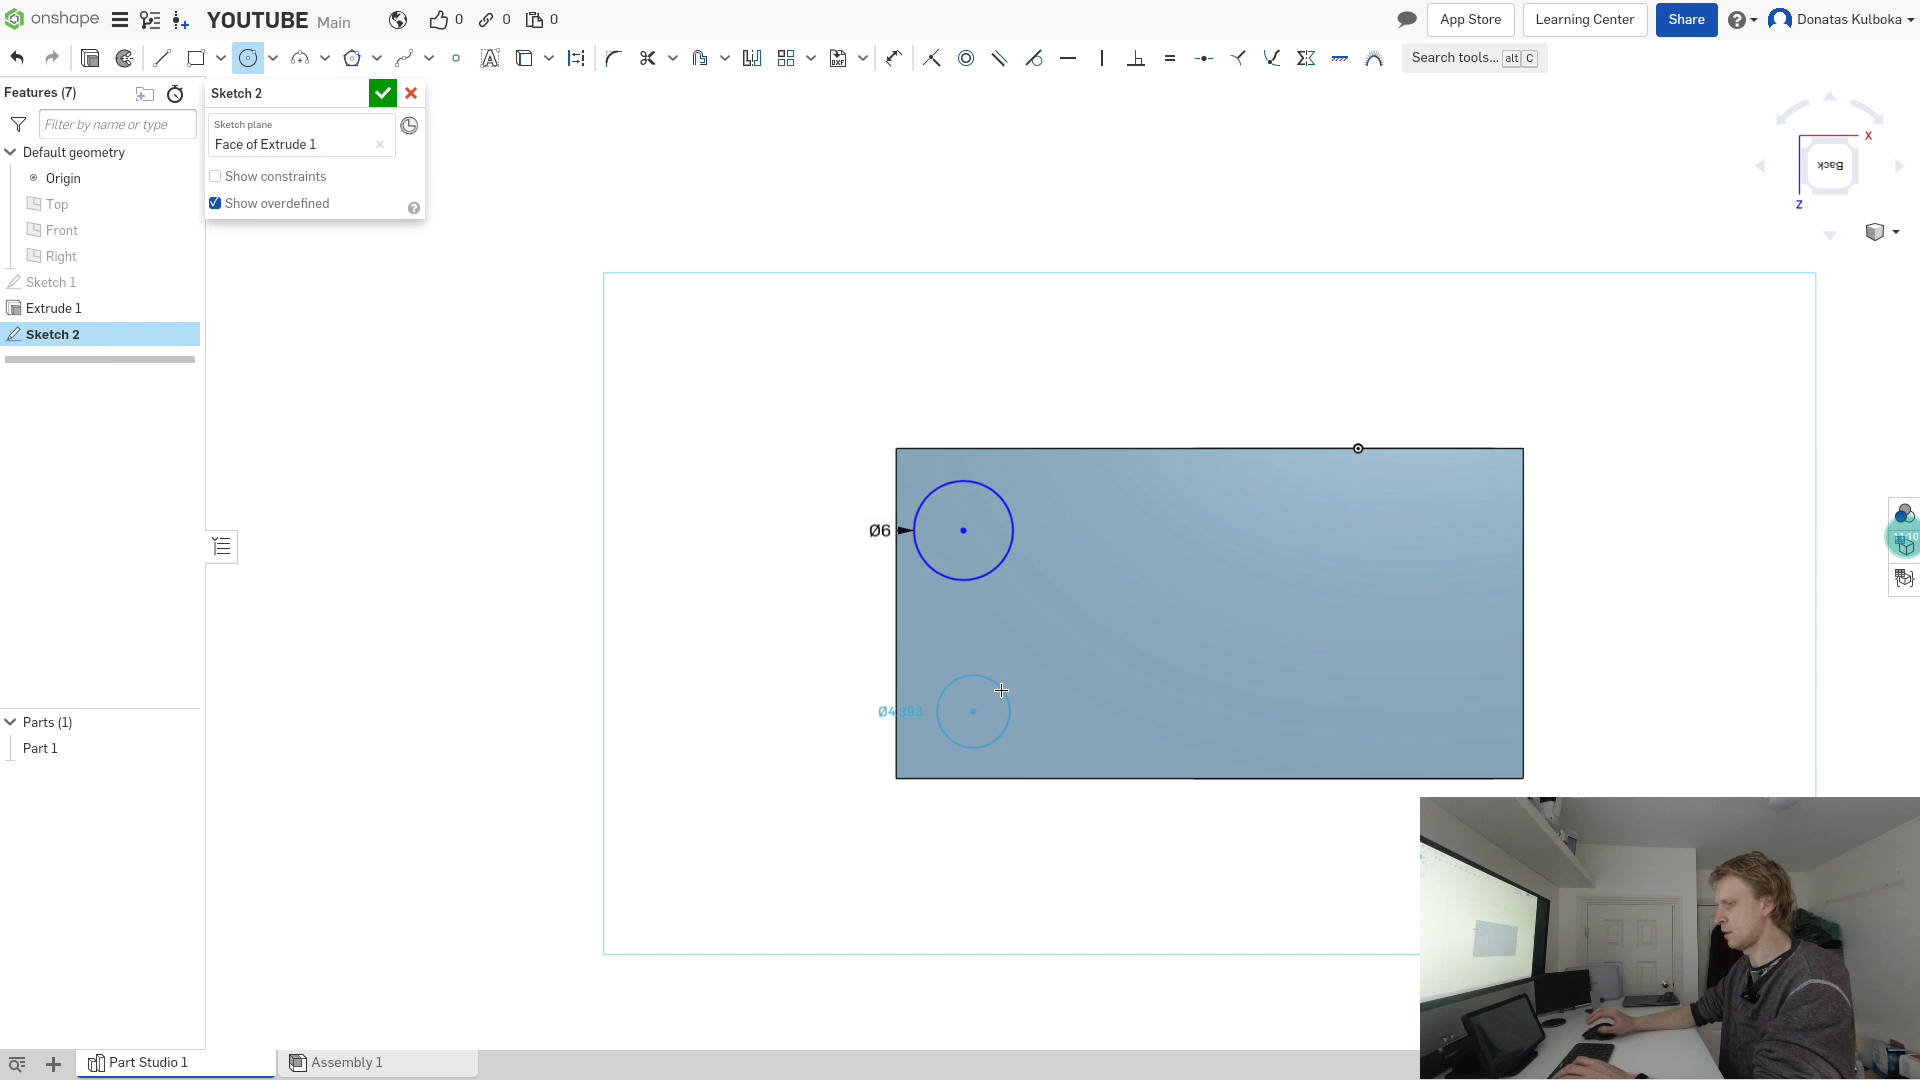 onshape
YOUTUBE Main
0
0
0
App Store
Learning Center
Share
Donatas Kulboka
Search tools... alt C
DXF
Features (7)
Filter by name or type
Default geometry
Origin
Top
Front
Right
Sketch 1
Extrude 1
Sketch 2
Sketch 2
Sketch plane
Face of Extrude 1
Show constraints
Show overdefined
X
Back
Z
Ø6
Ø4.393
Parts (1)
Part 1
Part Studio 1
Assembly 1